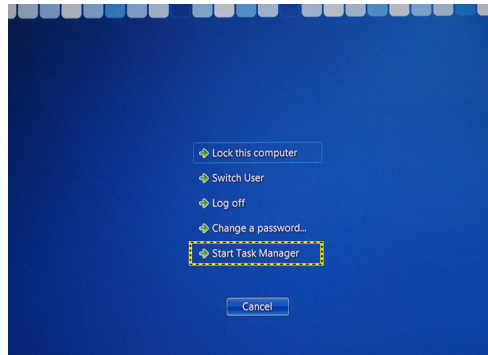 Lock this computer
Switch User
Log off
Change a password...
Start Task Manager
Cancel